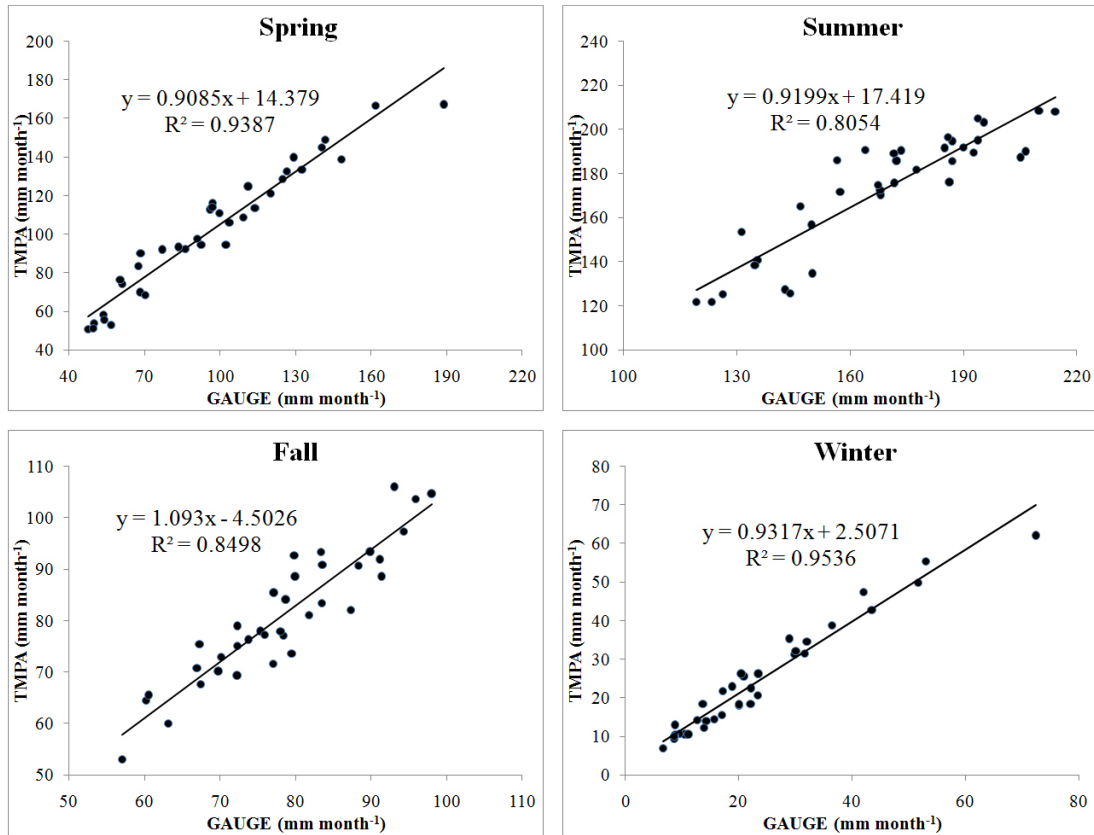 Spring
200
180
160
140
120
100
80
60
40
TMPA (mm month⁻¹)
y = 0.9085x + 14.379
R² = 0.9387
40 70 100 130 160 190 220
GAUGE (mm month⁻¹)
Summer
240
220
200
180
160
140
120
100
TMPA (mm month⁻¹)
y = 0.9199x + 17.419
R² = 0.8054
100 130 160 190 220
GAUGE (mm month⁻¹)
Fall
110
100
90
80
70
60
50
TMPA (mm month⁻¹)
y = 1.093x - 4.5026
R² = 0.8498
50 60 70 80 90 100 110
GAUGE (mm month⁻¹)
Winter
80
70
60
50
40
30
20
10
0
TMPA (mm month⁻¹)
y = 0.9317x + 2.5071
R² = 0.9536
0 20 40 60 80
GAUGE (mm month⁻¹)